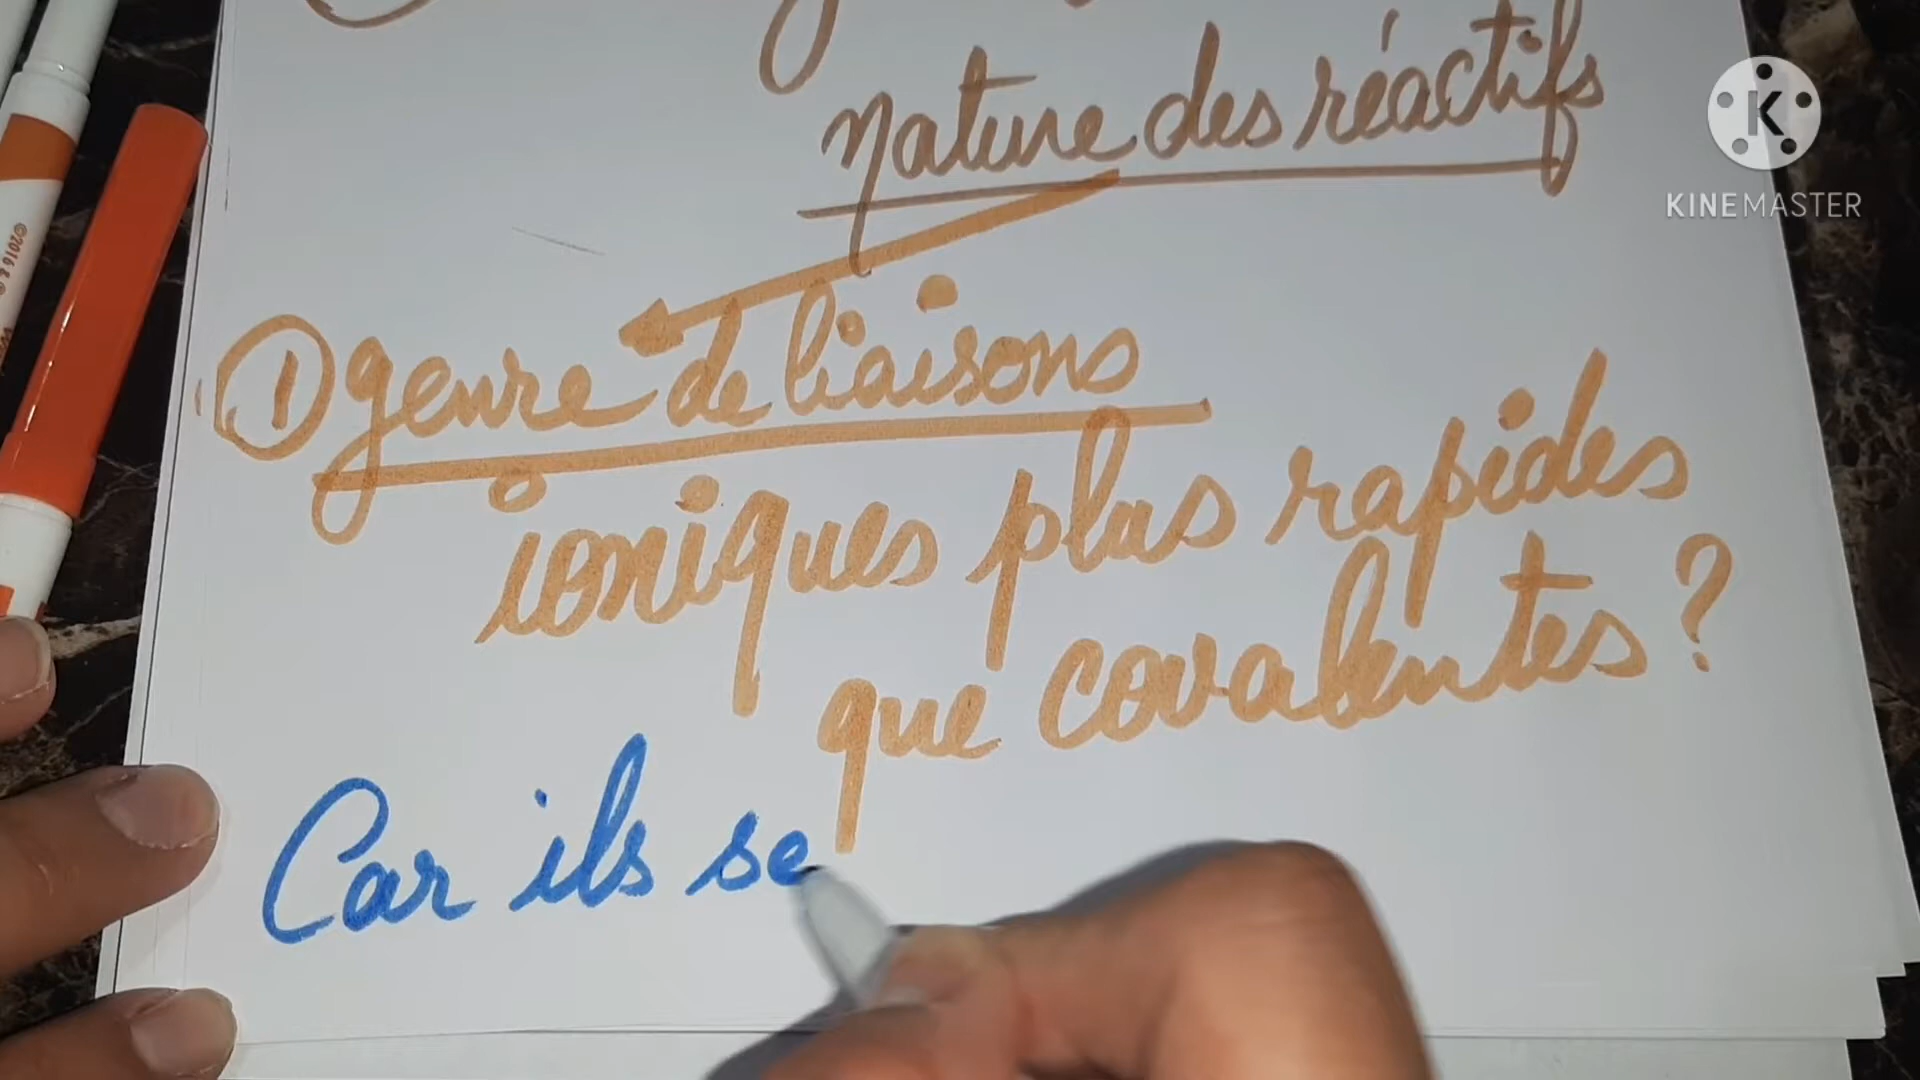 nature des réactifs
K
KINEMASTER
① genre de liaisons
ioniques plus rapides
que covalentes ?
Car ils se